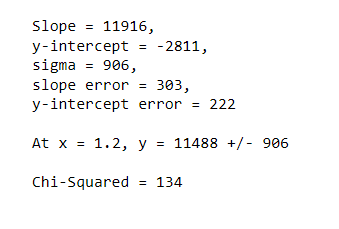 Slope = 11916,
y-intercept = -2811,
sigma = 906,
slope error = 303,
y-intercept error = 222
At x = 1.2, y = 11488 +/- 906
Chi-Squared = 134